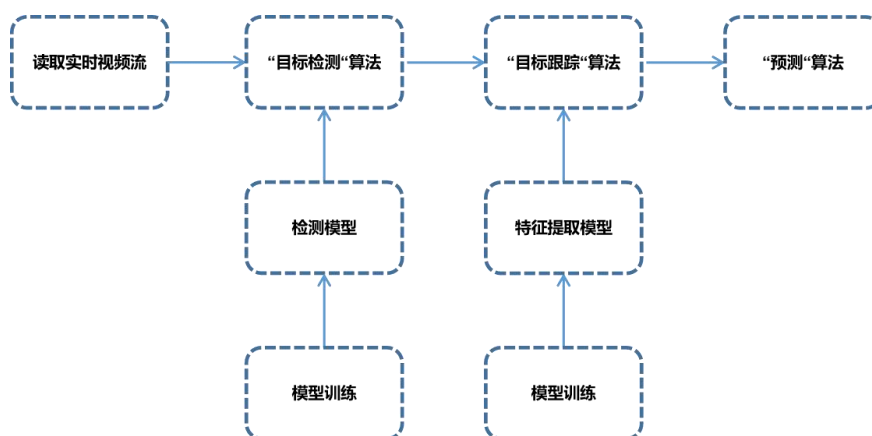 读取实时视频流
“目标检测“算法
“目标跟踪“算法
“预测“算法
检测模型
特征提取模型
模型训练
模型训练